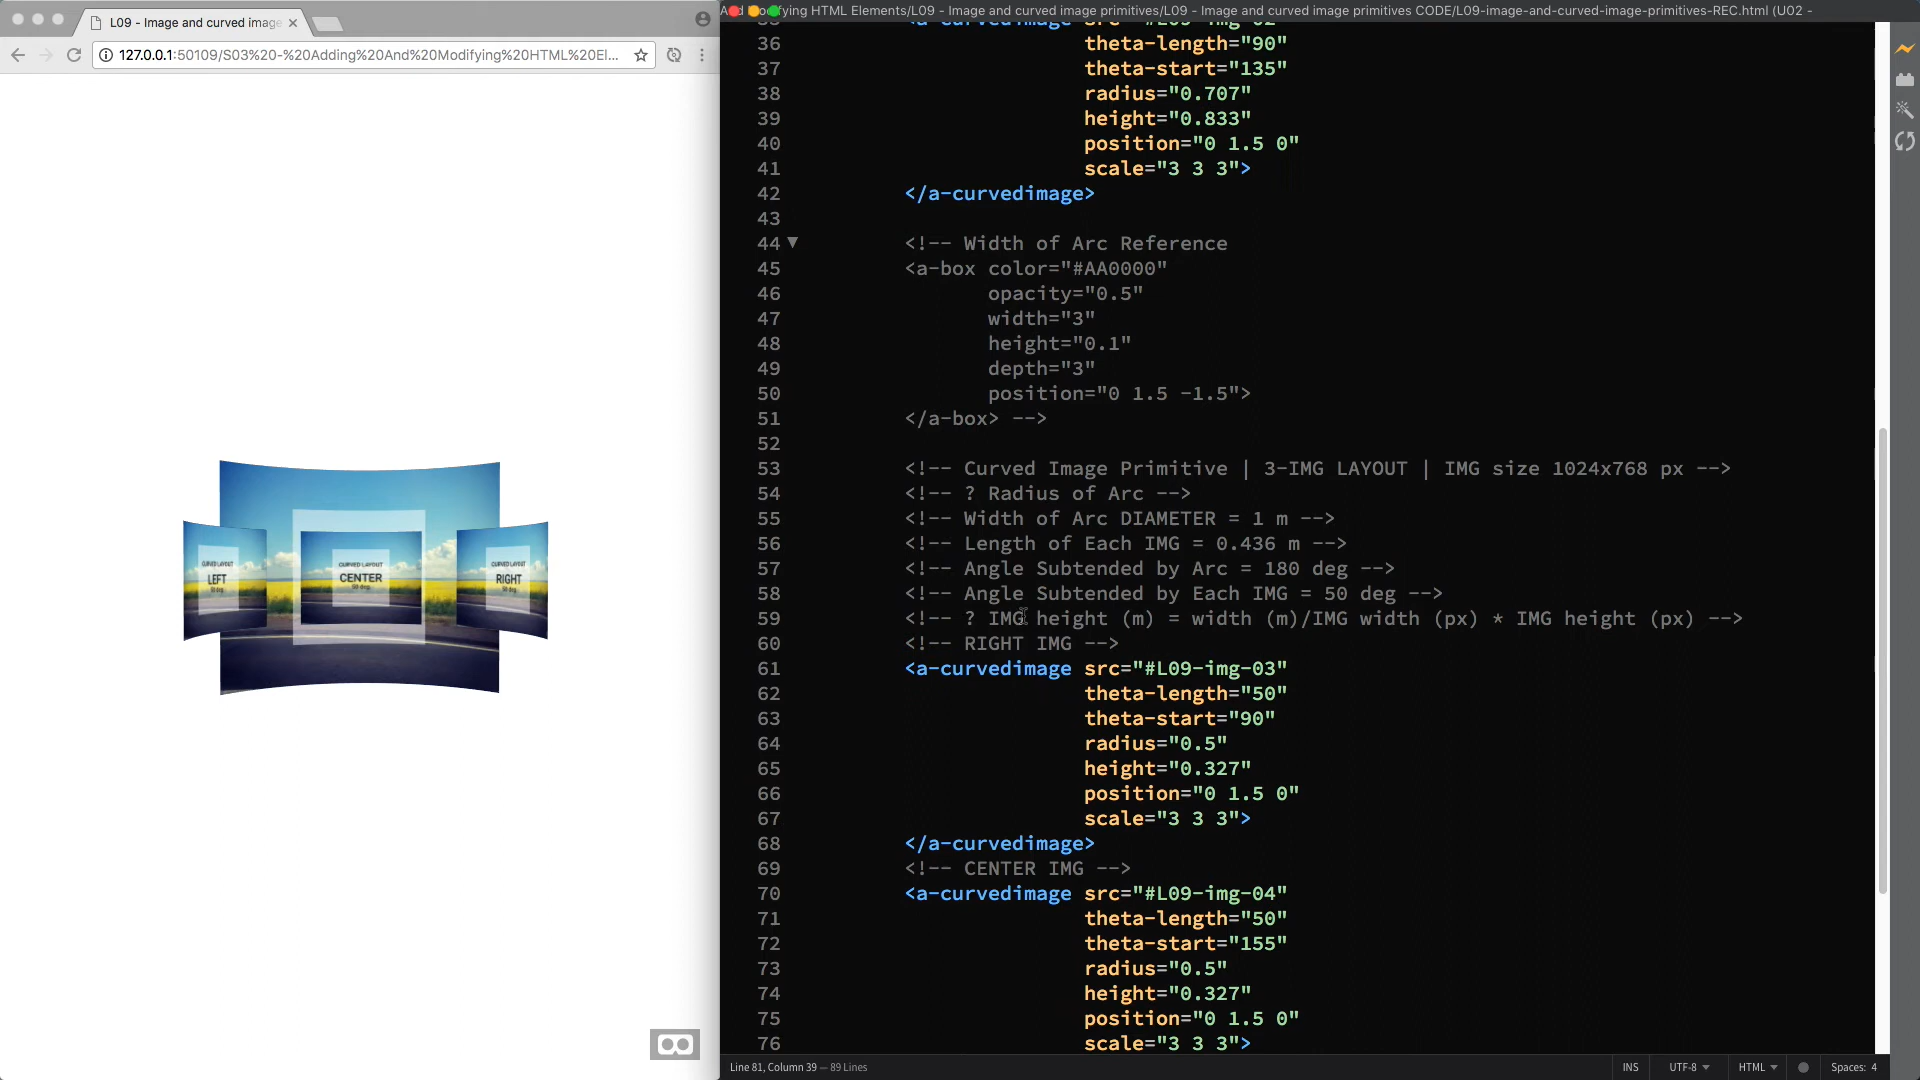 L09 - Image and curved image
127.0.0.1:50109/S03%20-%20Adding%20And%20Modifying%20HTML%20El...
CURVED LAYOUT
LEFT
50 deg
CURVED LAYOUT
CENTER
50 deg
CURVED LAYOUT
RIGHT
50 deg
ifying HTML Elements/L09 - Image and curved image primitives/L09 - Image and curved image primitives CODE/L09-image-and-curved-image-primitives-REC.html (U02 -
35 <a-curvedimage src="#L09-img-02"
36 theta-length="90"
37 theta-start="135"
38 radius="0.707"
39 height="0.833"
40 position="0 1.5 0"
41 scale="3 3 3">
42 </a-curvedimage>
43
44 <!-- Width of Arc Reference
45 <a-box color="#AA0000"
46 opacity="0.5"
47 width="3"
48 height="0.1"
49 depth="3"
50 position="0 1.5 -1.5">
51 </a-box> -->
52
53 <!-- Curved Image Primitive | 3-IMG LAYOUT | IMG size 1024x768 px -->
54 <!-- ? Radius of Arc -->
55 <!-- Width of Arc DIAMETER = 1 m -->
56 <!-- Length of Each IMG = 0.436 m -->
57 <!-- Angle Subtended by Arc = 180 deg -->
58 <!-- Angle Subtended by Each IMG = 50 deg -->
59 <!-- ? IMG height (m) = width (m)/IMG width (px) * IMG height (px) -->
60 <!-- RIGHT IMG -->
61 <a-curvedimage src="#L09-img-03"
62 theta-length="50"
63 theta-start="90"
64 radius="0.5"
65 height="0.327"
66 position="0 1.5 0"
67 scale="3 3 3">
68 </a-curvedimage>
69 <!-- CENTER IMG -->
70 <a-curvedimage src="#L09-img-04"
71 theta-length="50"
72 theta-start="155"
73 radius="0.5"
74 height="0.327"
75 position="0 1.5 0"
76 scale="3 3 3">
Line 81, Column 39 — 89 Lines
INS UTF-8 HTML Spaces: 4